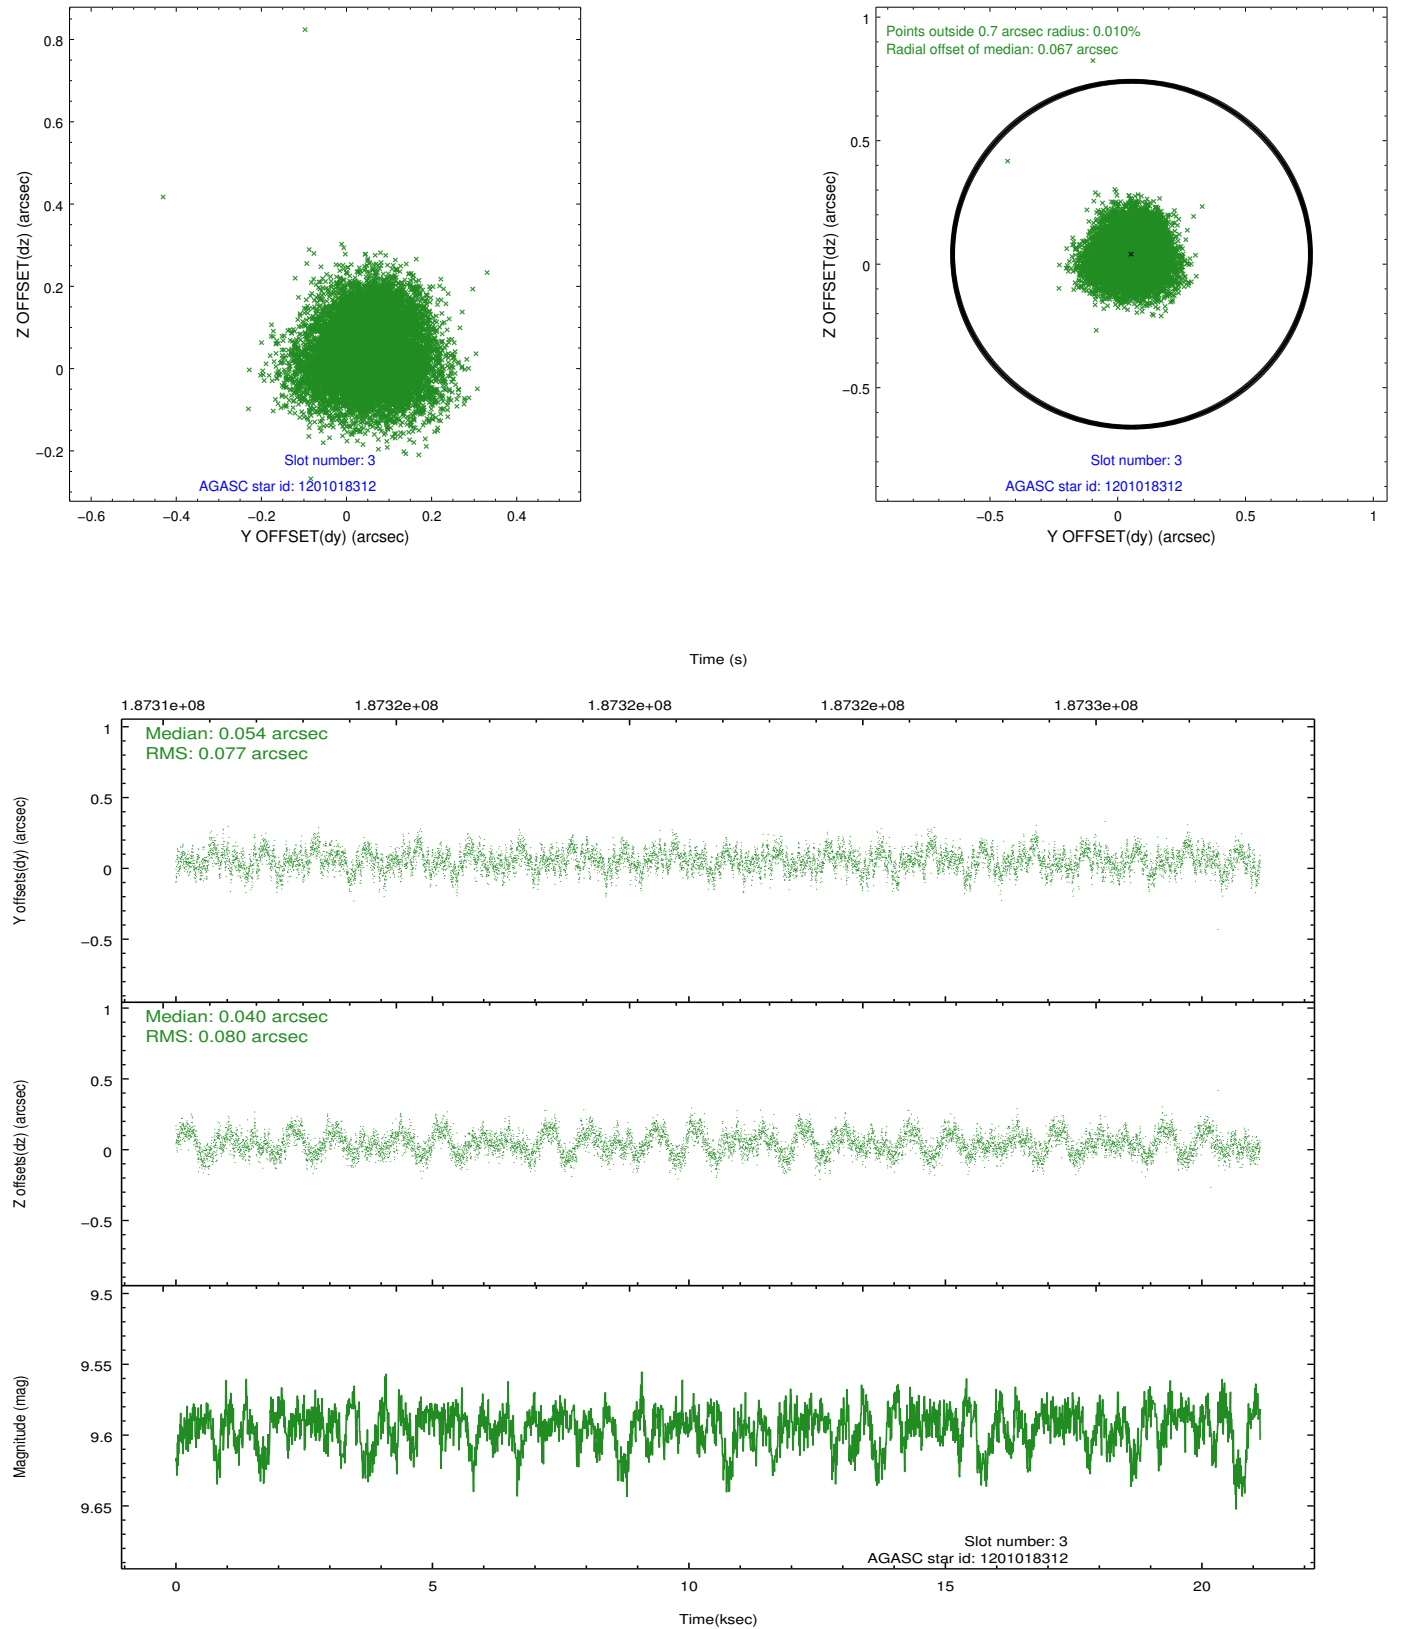 0.8
0.6
0.4
0.2
0
−0.2
Z OFFSET(dz) (arcsec)
Slot number: 3
AGASC star id: 1201018312
−0.6 −0.4 −0.2 0 0.2 0.4
Y OFFSET(dy) (arcsec)
Points outside 0.7 arcsec radius: 0.010%
Radial offset of median: 0.067 arcsec
1
0.5
0
−0.5
Z OFFSET(dz) (arcsec)
Slot number: 3
AGASC star id: 1201018312
−0.5 0 0.5 1
Y OFFSET(dy) (arcsec)
Time (s)
1.8731e+08 1.8732e+08 1.8732e+08 1.8732e+08 1.8733e+08
Median: 0.054 arcsec
RMS: 0.077 arcsec
1
0.5
0
−0.5
Y offsets(dy) (arcsec)
Median: 0.040 arcsec
RMS: 0.080 arcsec
1
0.5
0
−0.5
Z offsets(dz) (arcsec)
9.5
9.55
9.6
9.65
Magnitude (mag)
Slot number: 3
AGASC star id: 1201018312
0 5 10 15 20
Time(ksec)